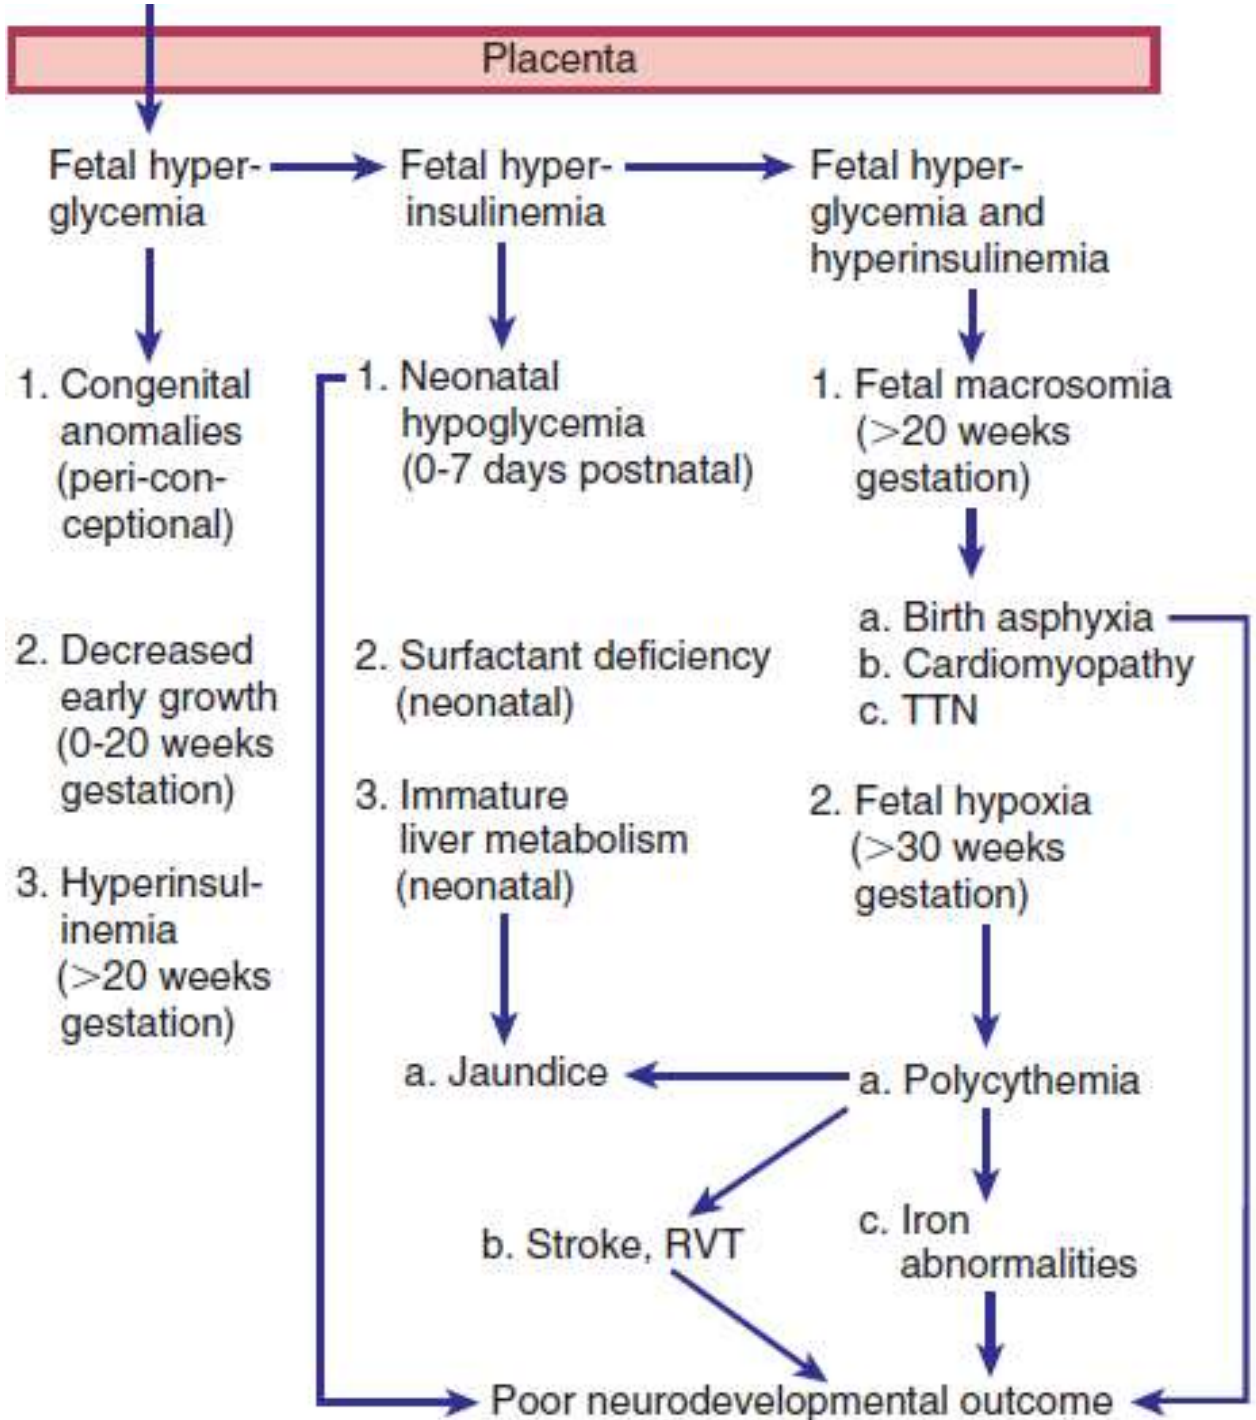 Placenta
Fetal hyper-
glycemia
Fetal hyper-
insulinemia
Fetal hyper-
glycemia and
hyperinsulinemia
1. Congenital
anomalies
(peri-con-
ceptional)
2. Decreased
early growth
(0-20 weeks
gestation)
3. Hyperinsul-
inemia
(>20 weeks
gestation)
1. Neonatal
hypoglycemia
(0-7 days postnatal)
2. Surfactant deficiency
(neonatal)
3. Immature
liver metabolism
(neonatal)
a. Jaundice
b. Stroke, RVT
1. Fetal macrosomia
(>20 weeks
gestation)
a. Birth asphyxia
b. Cardiomyopathy
c. TTN
2. Fetal hypoxia
(>30 weeks
gestation)
a. Polycythemia
c. Iron
abnormalities
Poor neurodevelopmental outcome